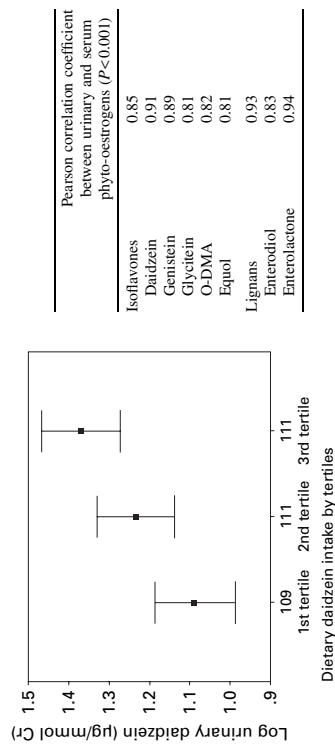 Log urinary daidzein (µg/mmol Cr)
1.5
1.4
1.3
1.2
1.1
1.0
.9
109 111 111
1st tertile 2nd tertile 3rd tertile
Dietary daidzein intake by tertiles
Pearson correlation coefficient
between urinary and serum
phyto-oestrogens (P<0.001)
Isoflavones 0.85
Daidzein 0.91
Genistein 0.89
Glycitein 0.81
O-DMA 0.82
Equol 0.81
Lignans 0.93
Enterodiol 0.83
Enterolactone 0.94